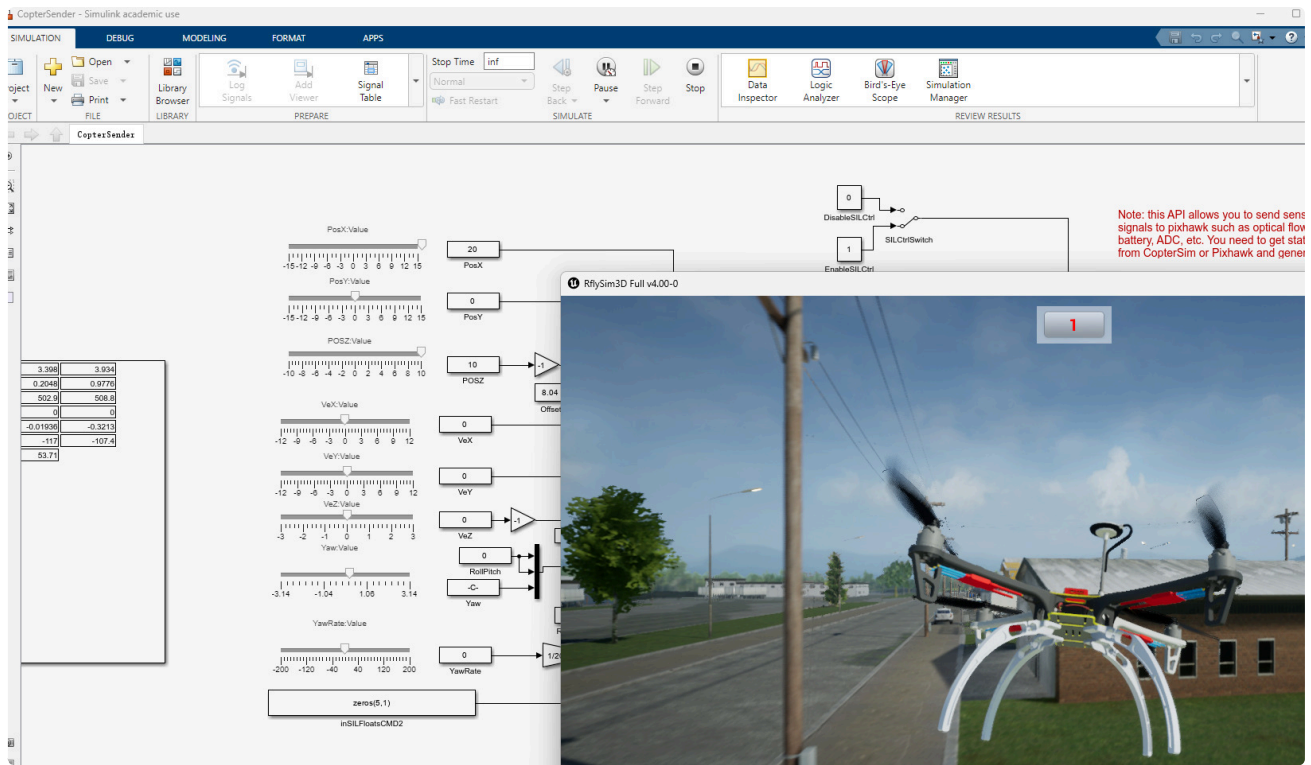 CopterSender - Simulink academic use
SIMULATION DEBUG MODELING FORMAT APPS
Open
Save
Print
New
Library Browser
Log Signals
Add Viewer
Signal Table
Stop Time inf
Normal
Fast Restart
Step Back
Pause
Step Forward
Stop
Data Inspector
Logic Analyzer
Bird's-Eye Scope
Simulation Manager
FILE LIBRARY PREPARE SIMULATE REVIEW RESULTS
CopterSender
0
DisableSILCtrl
1
EnableSILCtrl
SILCtrlSwitch
Note: this API allows you to send sens
signals to pixhawk such as optical flow
battery, ADC, etc. You need to get stat
from CopterSim or Pixhawk and gener
PosX:Value
-15 -12 -9 -6 -3 0 3 6 9 12 15
20
PosX
PosY:Value
-15 -12 -9 -6 -3 0 3 6 9 12 15
0
PosY
POSZ:Value
-10 -8 -6 -4 -2 0 2 4 6 8 10
10
POSZ
-1
8.04
Offset
VeX:Value
-12 -9 -6 -3 0 3 6 9 12
0
VeX
VeY:Value
-12 -9 -6 -3 0 3 6 9 12
0
VeY
VeZ:Value
-3 -2 -1 0 1 2 3
0
VeZ
-1
Yaw:Value
-3.14 -1.04 1.06 3.14
0
RollPitch
-C-
Yaw
YawRate:Value
-200 -120 -40 40 120 200
0
YawRate
zeros(5,1)
inSILFloatsCMD2
3.398 3.934
0.2048 0.9776
502.9 508.8
0 0
-0.01936 -0.3213
-117 -107.4
53.71
RflySim3D Full v4.00-0
1